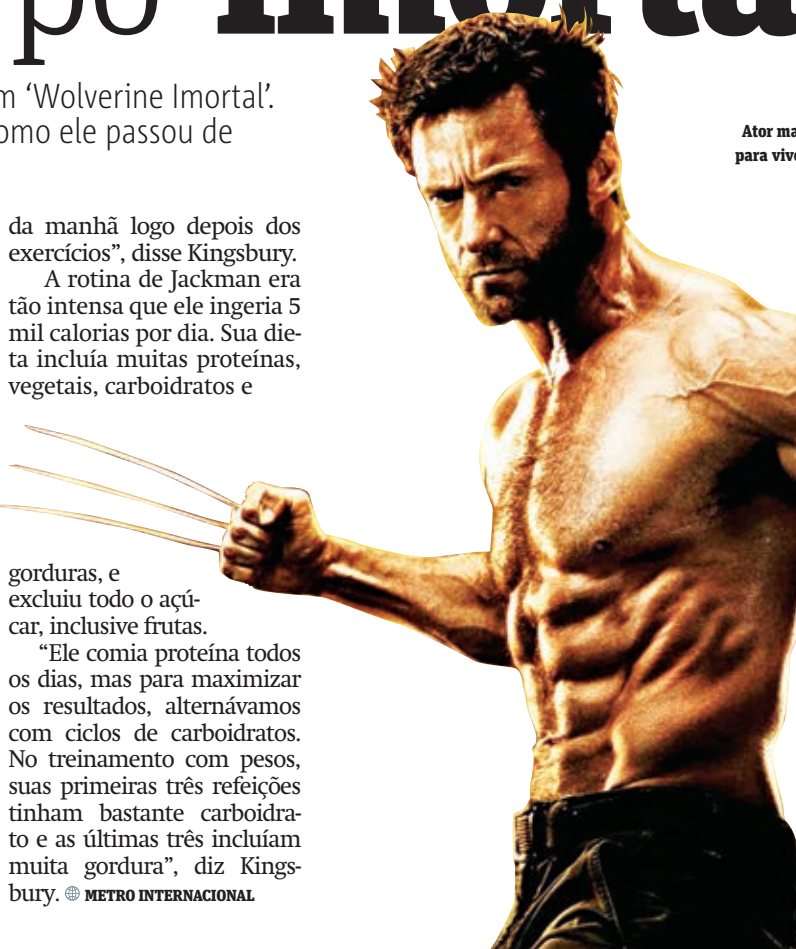 po Imorta
m ‘Wolverine Imortal’.
omo ele passou de
Ator ma
para viv
da manhã logo depois dos
exercícios”, disse Kingsbury.
A rotina de Jackman era
tão intensa que ele ingeria 5
mil calorias por dia. Sua die-
ta incluía muitas proteínas,
vegetais, carboidratos e
gorduras, e
excluiu todo o açú-
car, inclusive frutas.
“Ele comia proteína todos
os dias, mas para maximizar
os resultados, alternávamos
com ciclos de carboidratos.
No treinamento com pesos,
suas primeiras três refeições
tinham bastante carboidra-
to e as últimas três incluíam
muita gordura”, diz Kings-
bury. METRO INTERNACIONAL